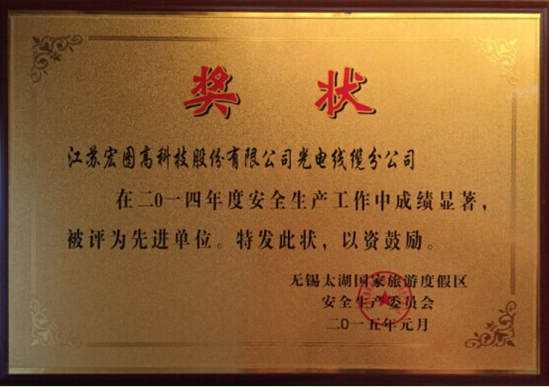 奖 状
江苏宏图高科技股份有限公司光电线缆分公司
在二0一四年度安全生产工作中成绩显著，
被评为先进单位。特发此状，以资鼓励。
无锡太湖国家旅游度假区
安全生产委员会
二0一五年元月